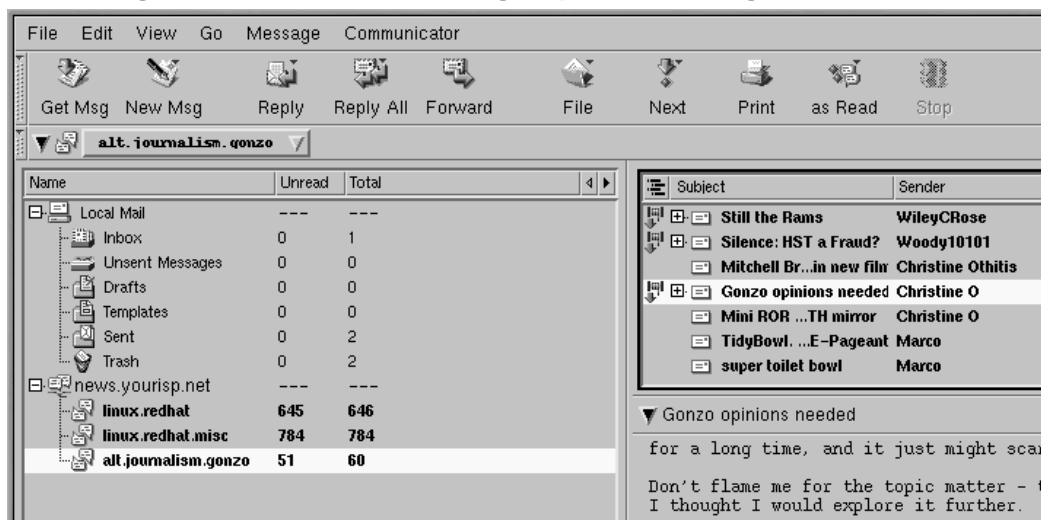 File Edit View Go Message Communicator
Get Msg New Msg Reply Reply All Forward File Next Print as Read Stop
alt.journalism.gonzo
Name Unread Total
Local Mail --- ---
Inbox 0 1
Unsent Messages 0 0
Drafts 0 0
Templates 0 0
Sent 0 2
Trash 0 2
news.yourisp.net --- ---
linux.redhat 645 646
linux.redhat.misc 784 784
alt.journalism.gonzo 51 60
Subject Sender
Still the Rams WileyCRose
Silence: HST a Fraud? Woody10101
Mitchell Br...in new film Christine Othitis
Gonzo opinions needed Christine O
Mini ROR ...TH mirror Christine O
TidyBowl. ...E-Pageant Marco
super toilet bowl Marco
Gonzo opinions needed
for a long time, and it just might
Don't flame me for the topic matter -
I thought I would explore it further.